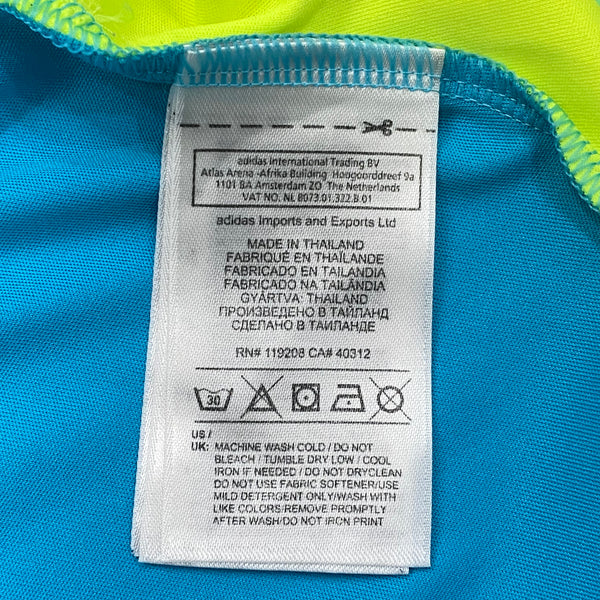 adidas International Trading BV
Atlas Arena -Afrika Building Hoogoorddreef 9a
1101 BA Amsterdam ZO The Netherlands
VAT NO. NL 8073.01.322.B.01
adidas Imports and Exports Ltd
MADE IN THAILAND
FABRIQUÉ EN THAÏLANDE
FABRICADO EN TAILANDIA
FABRICADO NA TAILÂNDIA
GYÁRTVA: THAILAND
ПРОИЗВЕДЕНО В ТАЙЛАНД
СДЕЛАНО В ТАИЛАНДЕ
RN# 119208 CA# 40312
30
US /
UK: MACHINE WASH COLD / DO NOT
BLEACH / TUMBLE DRY LOW / COOL
IRON IF NEEDED / DO NOT DRYCLEAN
DO NOT USE FABRIC SOFTENER/USE
MILD DETERGENT ONLY/WASH WITH
LIKE COLORS/REMOVE PROMPTLY
AFTER WASH/DO NOT IRON PRINT